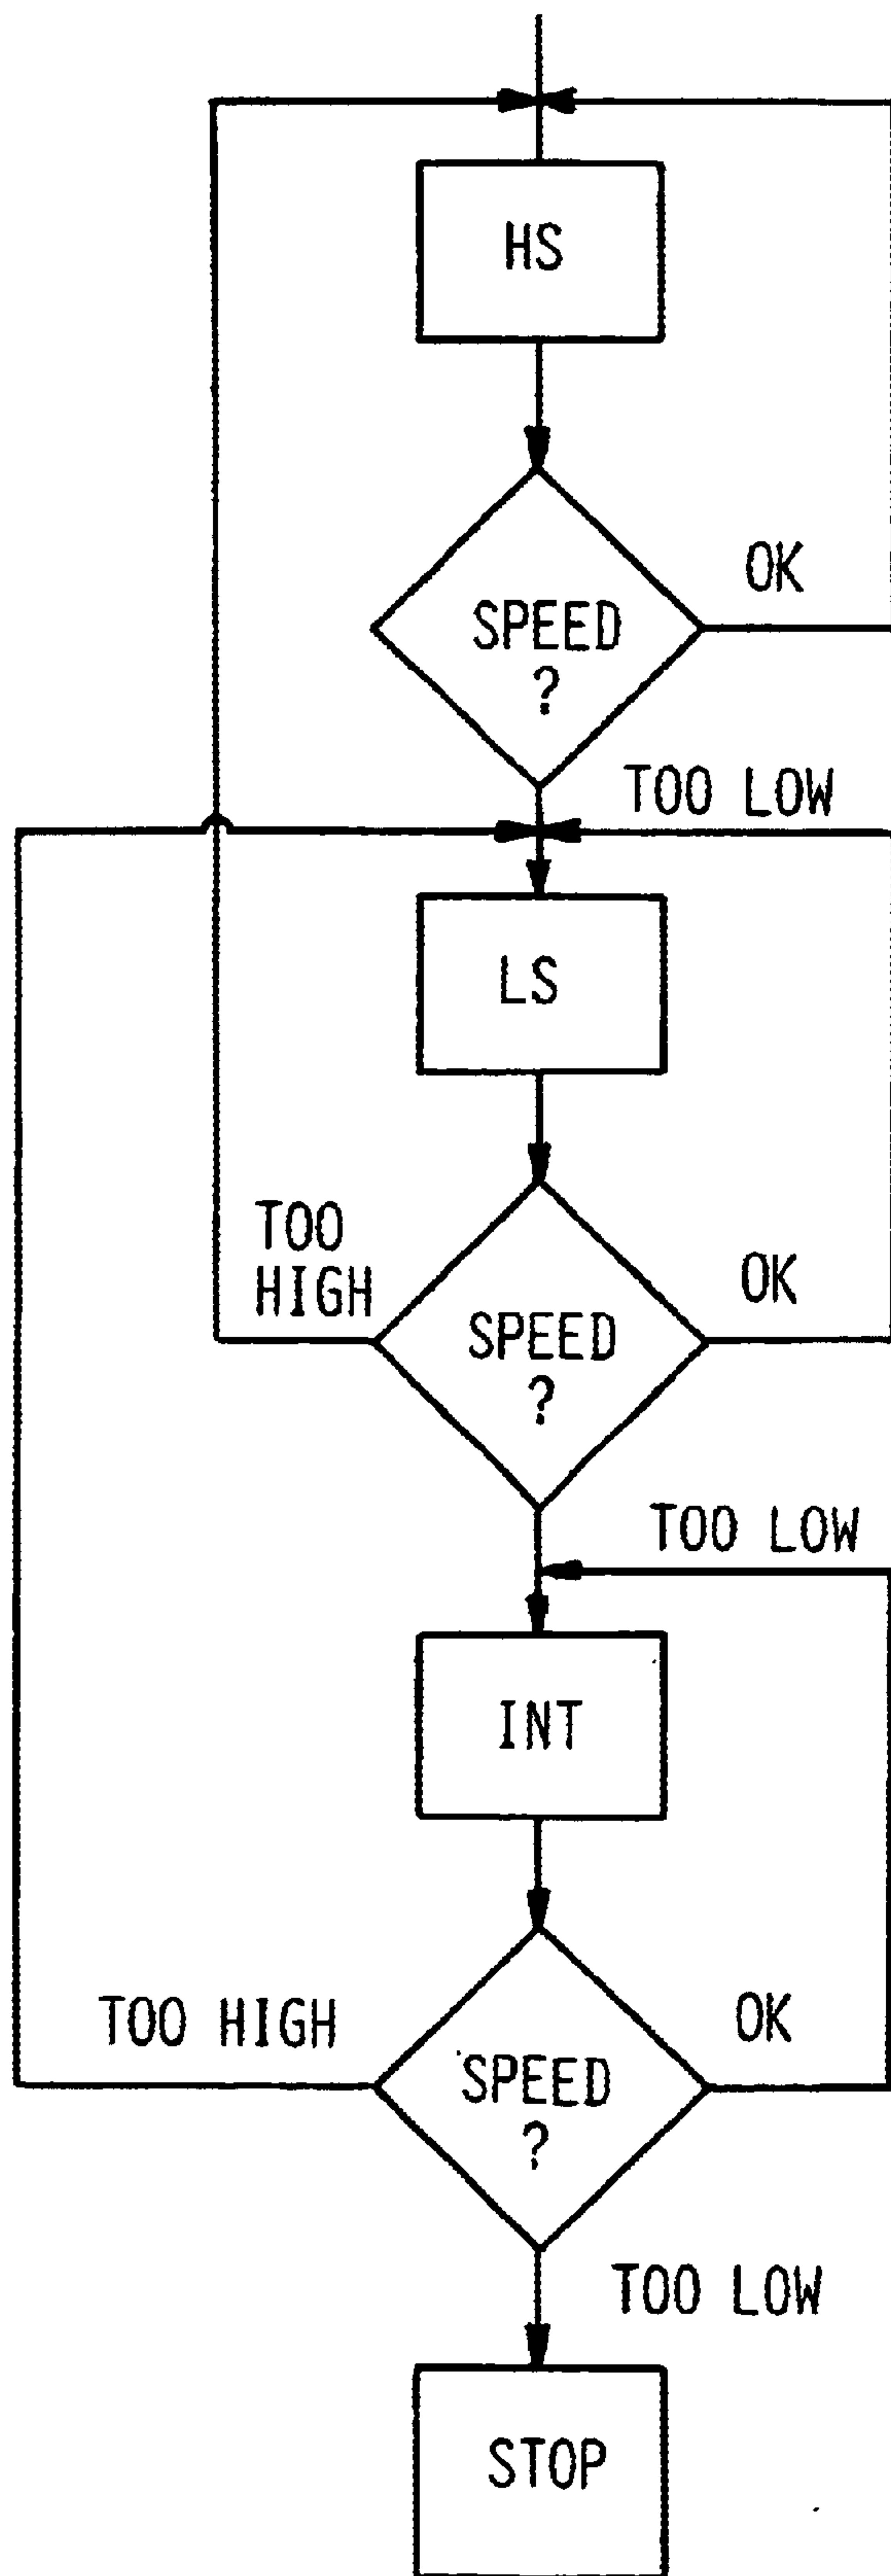 HS
OK
SPEED
?
TOO LOW
LS
TOO
HIGH
OK
SPEED
?
TOO LOW
INT
TOO HIGH
OK
SPEED
?
TOO LOW
STOP